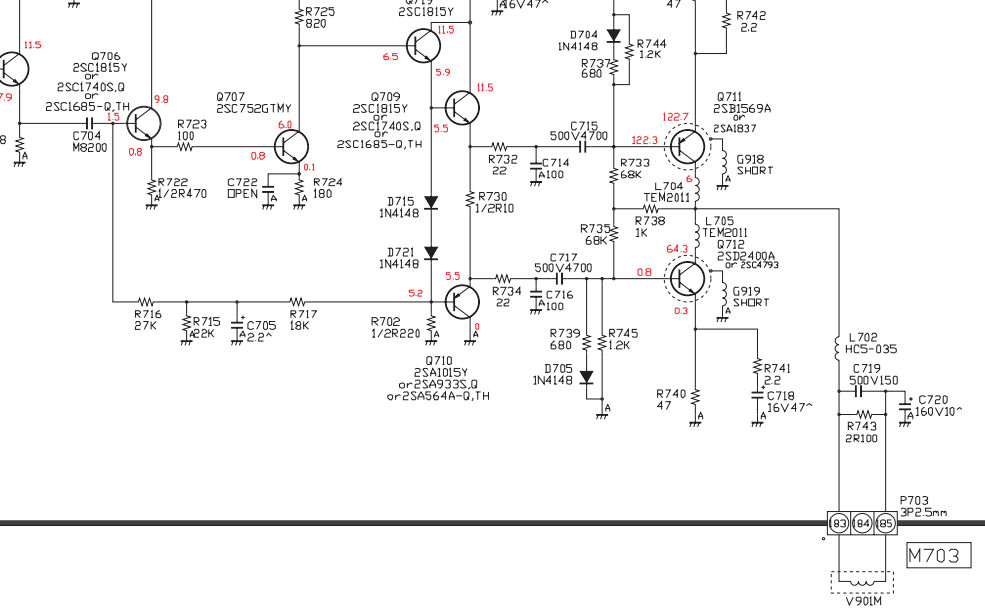 R725
820
Q719
2SC1815Y
16V47^
47
R742
2.2
11.5
11.5
D704
1N4148
R744
1.2K
R737
680
6.5
5.9
Q706
2SC1815Y
or
2SC1740S,Q
or
2SC1685-Q,TH
1.5
9.8
7.9
Q707
2SC752GTMY
6.0
Q709
2SC1815Y
or
2SC1740S,Q
or
2SC1685-Q,TH
11.5
5.5
Q711
2SB1569A
or
2SA1837
122.7
122.3
C715
500V4700
C704
M8200
8
A
0.8
R723
100
0.8
0.1
R732
22
C714
A 100
R733
68K
G918
SHORT
A
6
L704
TEM2011
R722
1/2R470
A
C722
OPEN
A
R724
180
A
D715
1N4148
R730
1/2R10
R738
1K
L705
TEM2011
R735
68K
Q712
2SD2400A
or 2SC4793
64.3
D721
1N4148
5.5
C717
500V4700
0.8
5.2
R734
22
C716
A 100
G919
SHORT
A
0.3
R716
27K
R715
22K
A
C705
2.2^
A
R717
18K
R702
1/2R220
A
0
A
R739
680
R745
1.2K
L702
HC5-035
Q710
2SA1015Y
or2SA933S,Q
or2SA564A-Q,TH
D705
1N4148
A
R741
2.2
C718
16V47^
A
R740
47
A
C719
500V150
C720
160V10^
A
R743
2R100
P703
3P2.5mm
183
184
185
M703
V901M